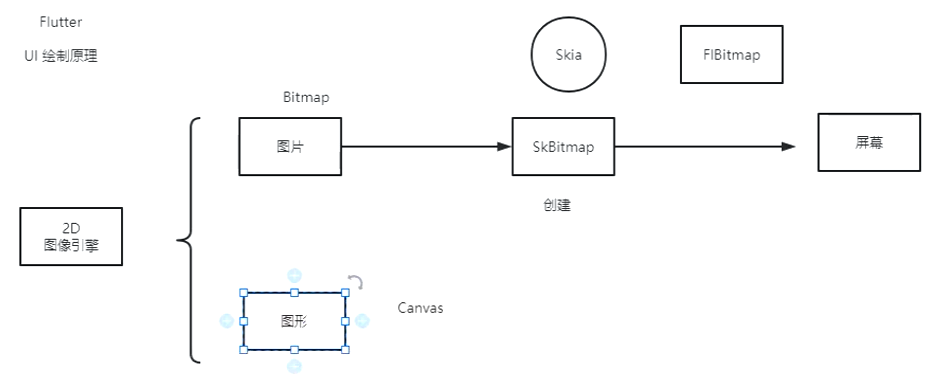 Flutter
UI 绘制原理
Skia
FlBitmap
Bitmap
图片
SkBitmap
屏幕
创建
2D
图像引擎
图形
Canvas